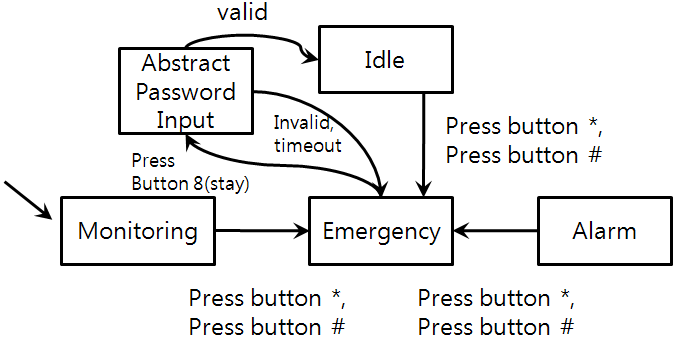 valid
Abstract
Password
Input
Idle
Invalid,
timeout
Press button *,
Press button #
Press
Button 8(stay)
Monitoring
Emergency
Alarm
Press button *,
Press button #
Press button *,
Press button #